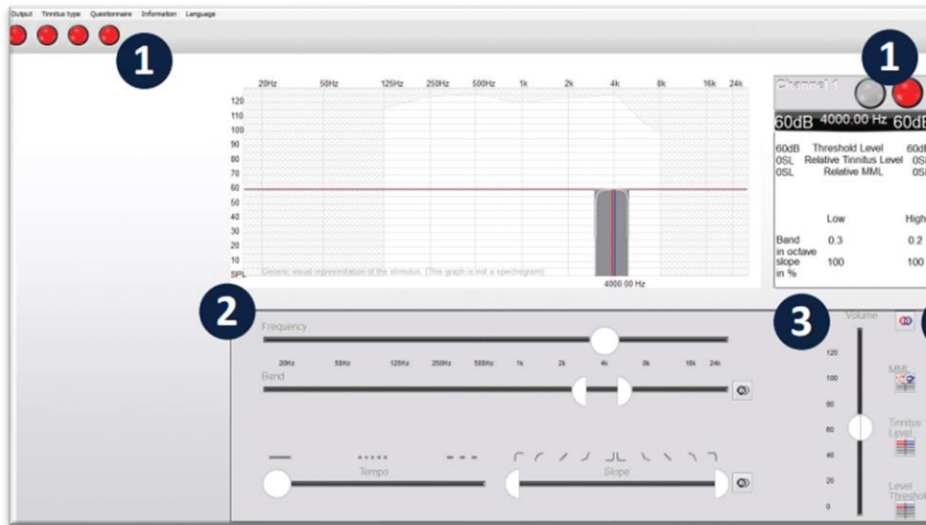 Output Tinnitus type Questionnaire Information Language
1
1
20Hz 50Hz 125Hz 250Hz 500Hz 1k 2k 4k 8k 16k 24k
120
110
100
90
80
70
60
50
40
30
20
10
SPL
Generic visual representation of the stimulus. (This graph is not a spectrogram)
4000.00 Hz
Channel 1
60dB 4000.00 Hz 60dB
60dB Threshold Level 60dB
0SL Relative Tinnitus Level 0SL
0SL Relative MML 0SL
Low High
Band in octave 0.3 0.2
slope in % 100 100
2
Frequency
20Hz 50Hz 125Hz 250Hz 500Hz 1k 2k 4k 8k 16k 24k
Band
Tempo
Slope
3
Volume
120
100
80
60
40
20
0
MML
Tinnitus
Level
Level
Threshold